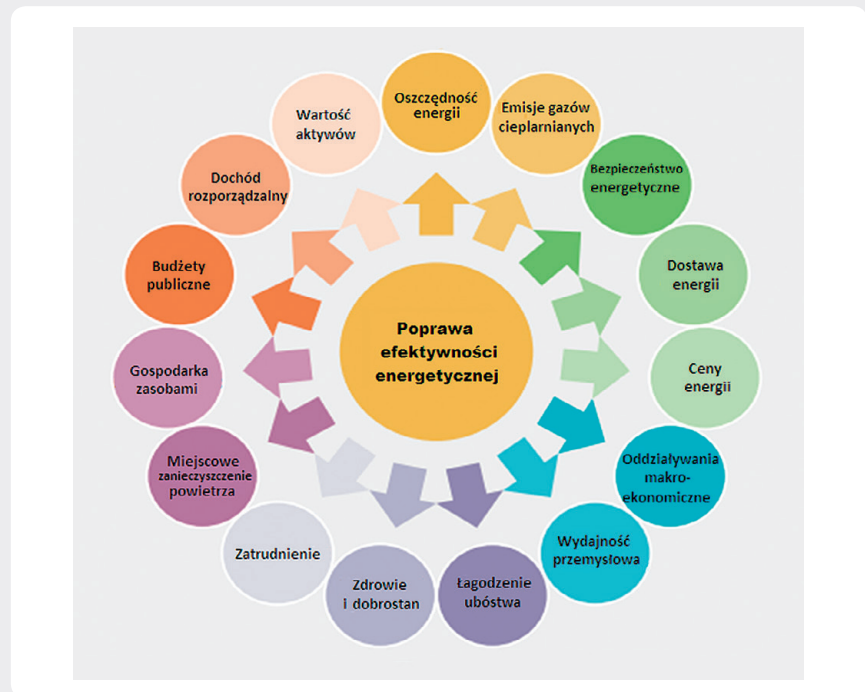 Oszczędność
energii
Emisje gazów
cieplarnianych
Bezpieczeństwo
energetyczne
Dostawa
energii
Ceny
energii
Oddziaływania
makro-
ekonomiczne
Wydajność
przemysłowa
Łagodzenie
ubóstwa
Zdrowie
i dobrostan
Zatrudnienie
Miejscowe
zanieczyszczenie
powietrza
Gospodarka
zasobami
Budżety
publiczne
Dochód
rozporządzalny
Wartość
aktywów
Poprawa
efektywności
energetycznej